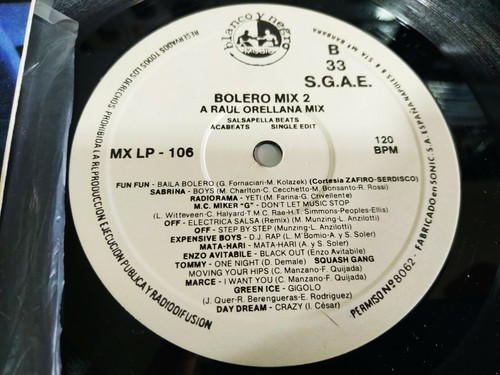 blanco y negro
MUSIC
B
33
S.G.A.E.
BOLERO MIX 2
A RAUL ORELLANA MIX
SALSAPELLA BEATS
ACABEATS SINGLE EDIT
MX LP - 106
120
BPM
FUN FUN - BAILA BOLERO (G. Fornaciari-M. Kolazek) (Cortesia ZAFIRO-SERDISCO)
SABRINA - BOYS (M. Charlton-C. Cecchetto-M. Bonsanto-R. Rossi)
RADIORAMA - YETI (M. Farina-G. Crivellente)
M.C. MIKER "G" - DON'T LET MUSIC STOP
(L. Witteveen-C. Halyard-T.M.C. Rae-H.T. Simmons-Peoples-Ellis)
OFF - ELECTRICA SALSA (Remix) (M. Munzing-L. Anzilotti)
OFF - STEP BY STEP (Munzing-L. Anzilotti)
EXPENSIVE BOYS - D.J. RAP (L. M'Bomio-A. y S. Soler)
MATA-HARI - MATA-HARI (A. y S. Soler)
ENZO AVITABILE - BLACK OUT (Enzo Avitabile)
TOMMY - ONE NIGHT (D. Demale) SQUASH GANG
MOVING YOUR HIPS (C. Manzano-F. Quijada)
MARCE - I WANT YOU (C. Manzano-F. Quijada)
GREEN ICE - GIGOLO
(J. Quer-R. Berengueras-E. Rodriguez)
DAY DREAM - CRAZY (I. César)
RESERVADOS TODOS LOS DERECHOS PROHIBIDA LA REPRODUCCION EJECUCION PUBLICA Y RADIODIFUSION
PERMISO Nº 8062 - FABRICADO en SONIC, S.A.